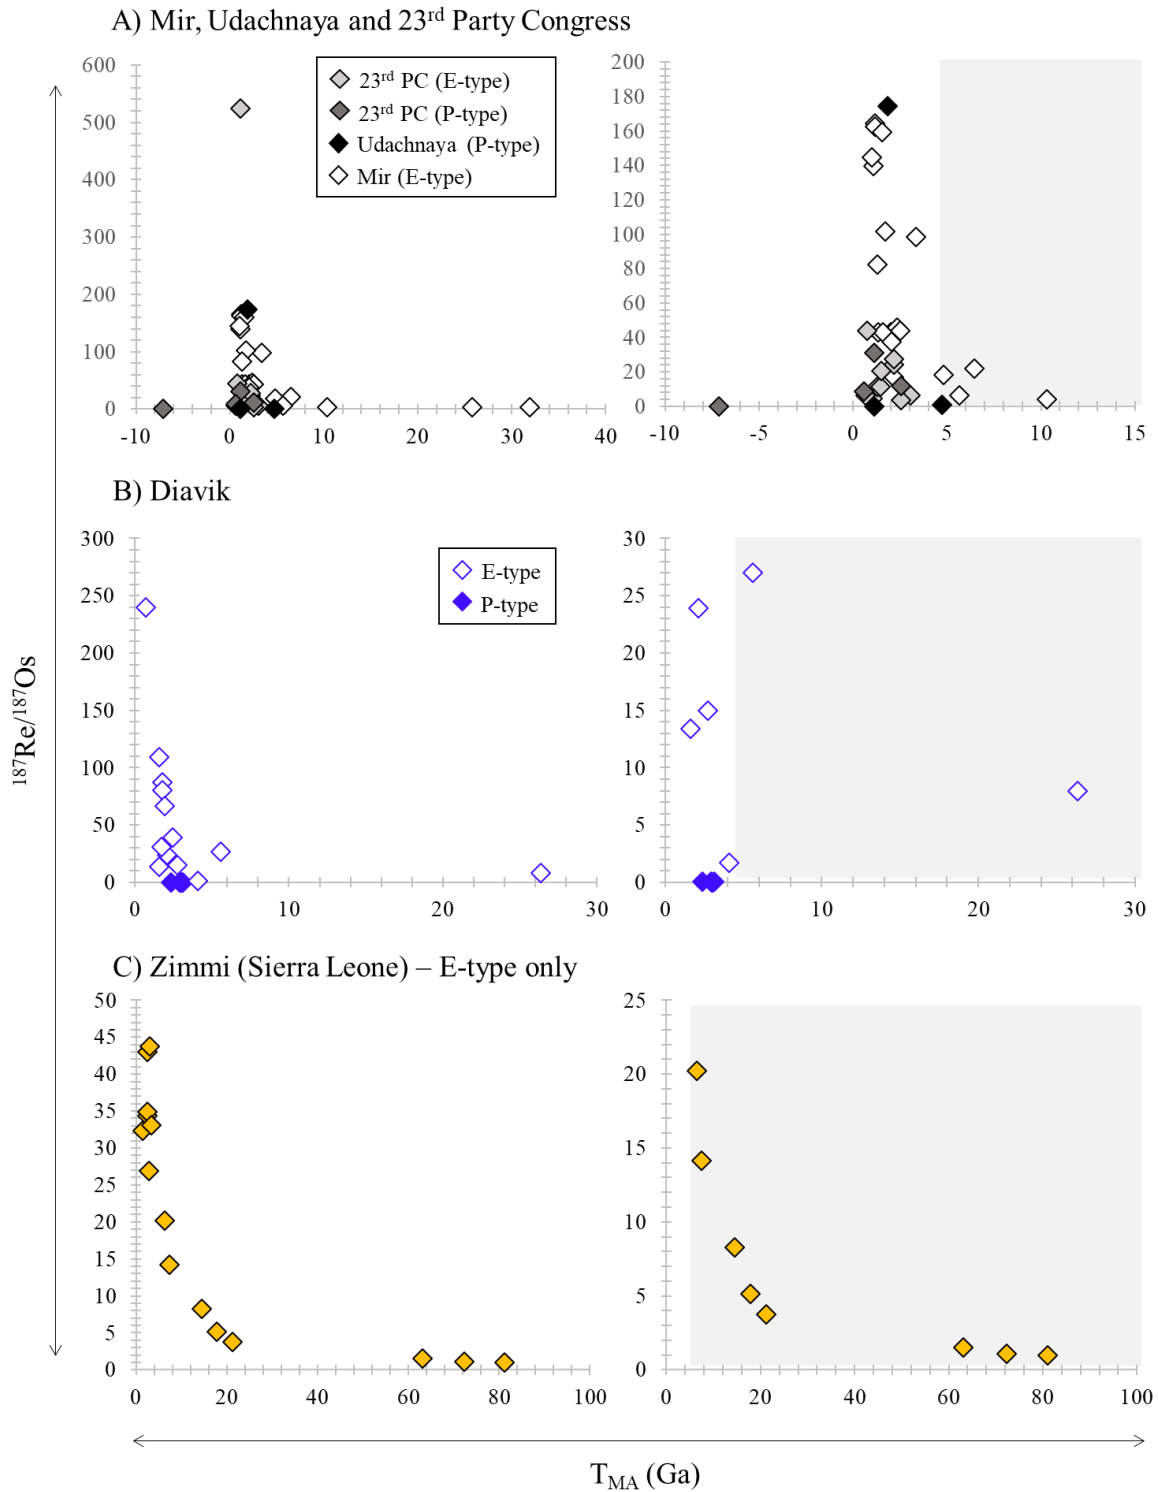 A) Mir, Udachnaya and 23rd Party Congress
600
500
400
300
200
100
0
-10 0 10 20 30 40
23rd PC (E-type)
23rd PC (P-type)
Udachnaya (P-type)
Mir (E-type)
200
180
160
140
120
100
80
60
40
20
0
-10 -5 0 5 10 15
B) Diavik
300
250
200
150
100
50
0
0 10 20 30
E-type
P-type
30
25
20
15
10
5
0
0 10 20 30
187Re/187Os
C) Zimmi (Sierra Leone) – E-type only
50
45
40
35
30
25
20
15
10
5
0
0 20 40 60 80 100
25
20
15
10
5
0
0 20 40 60 80 100
TMA (Ga)